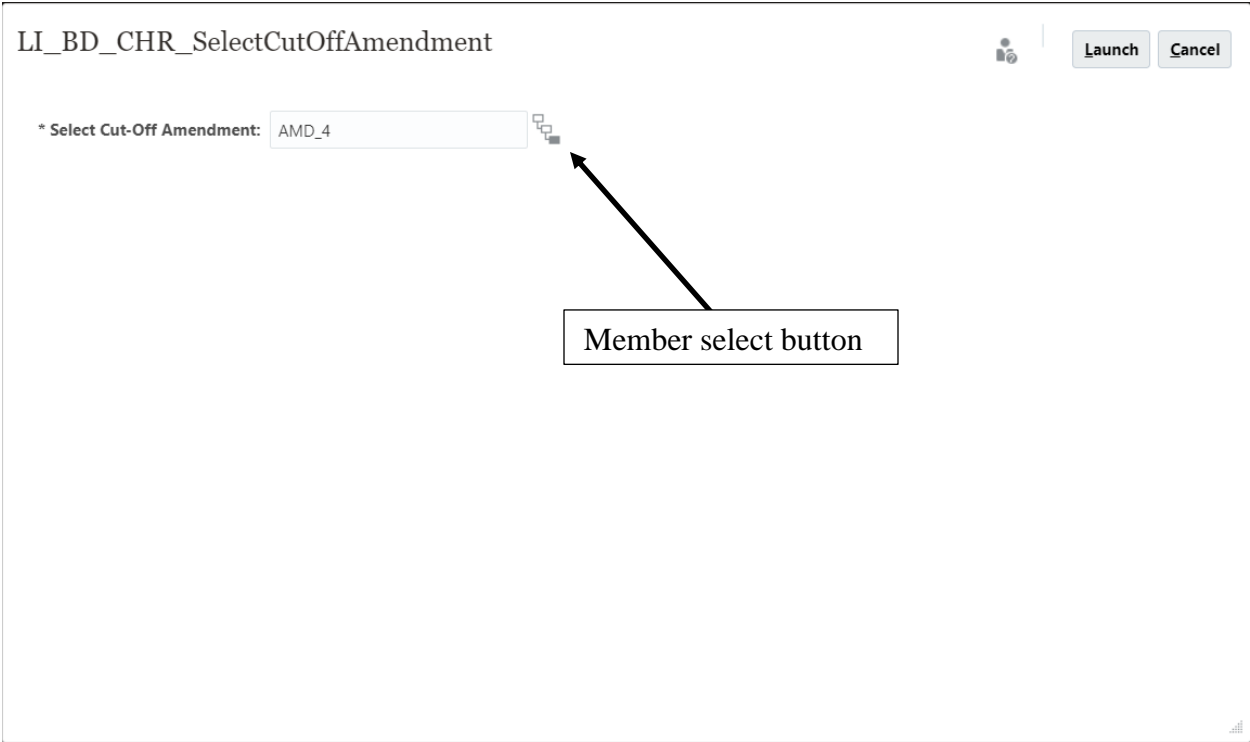 LI_BD_CHR_SelectCutOffAmendment
Launch Cancel
* Select Cut-Off Amendment: AMD_4
Member select button